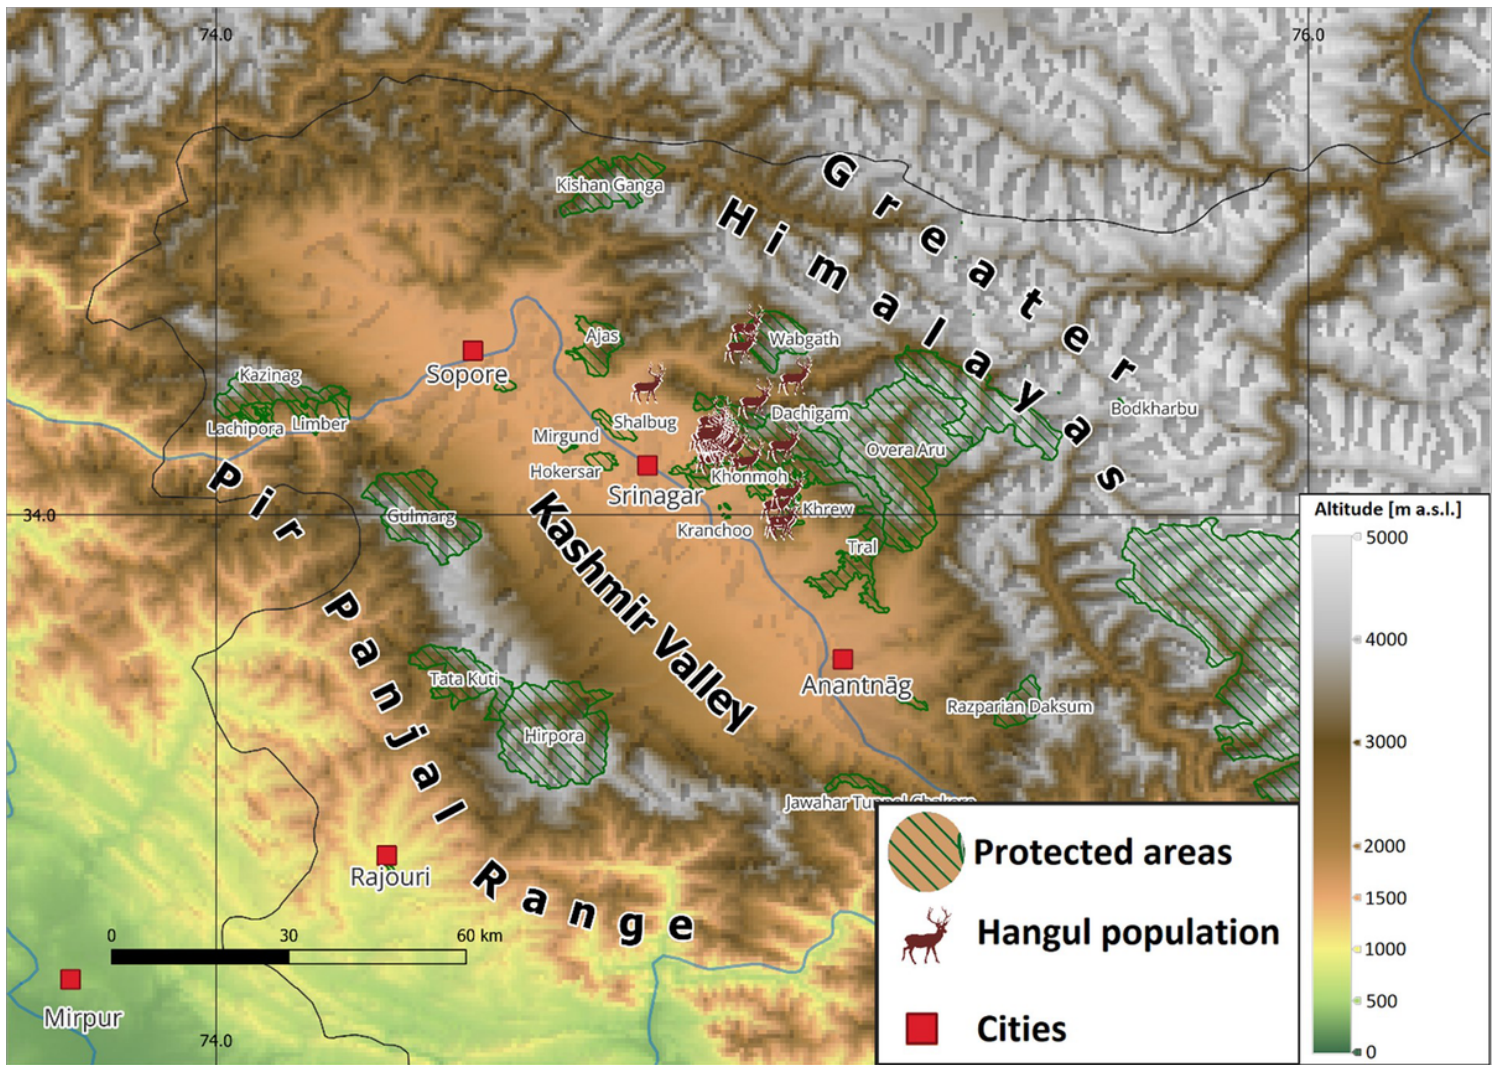 74.0
76.0
Greater
Himalayas
Kishan Ganga
Ajas
Wabgath
Sopore
Kazinag
Lachipora
Limber
Shalbug
Dachigam
Bodkharbu
Mirgund
Overa Aru
Hokersar
Khonmoh
Srinagar
Pir Panjal Range
34.0
Gulmarg
Khrew
Kranchoo
Tral
Kashmir Valley
Tata Kuti
Anantnāg
Razparian Daksum
Hirpora
Jawahar Tunnel Chakore
Rajouri
0 30 60 km
Mirpur
74.0
Altitude [m a.s.l.]
5000
4000
3000
2000
1500
1000
500
0
Protected areas
Hangul population
Cities